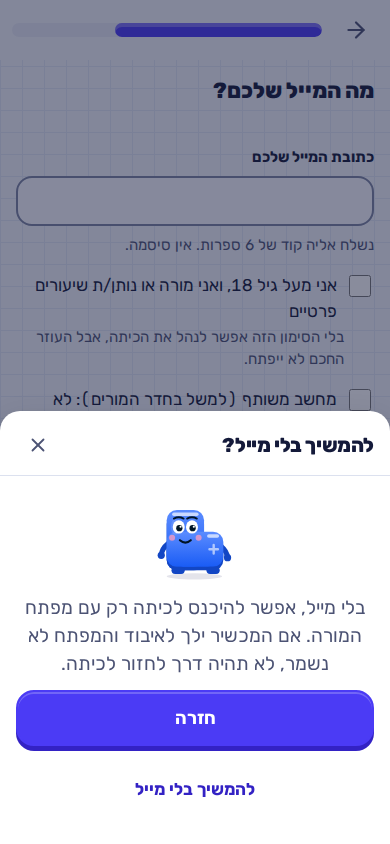 מה המייל שלכם?
כתובת המייל שלכם
נשלח אליה קוד של 6 ספרות. אין סיסמה.
אני מעל גיל 18, ואני מורה או נותן/ת שיעורים
פרטיים
בלי הסימון הזה אפשר לנהל את הכיתה, אבל העוזר
החכם לא ייפתח.
מחשב משותף (למשל בחדר המורים): לא
להמשיך בלי מייל?
בלי מייל, אפשר להיכנס לכיתה רק עם מפתח
המורה. אם המכשיר ילך לאיבוד והמפתח לא
נשמר, לא תהיה דרך לחזור לכיתה.
חזרה
להמשיך בלי מייל